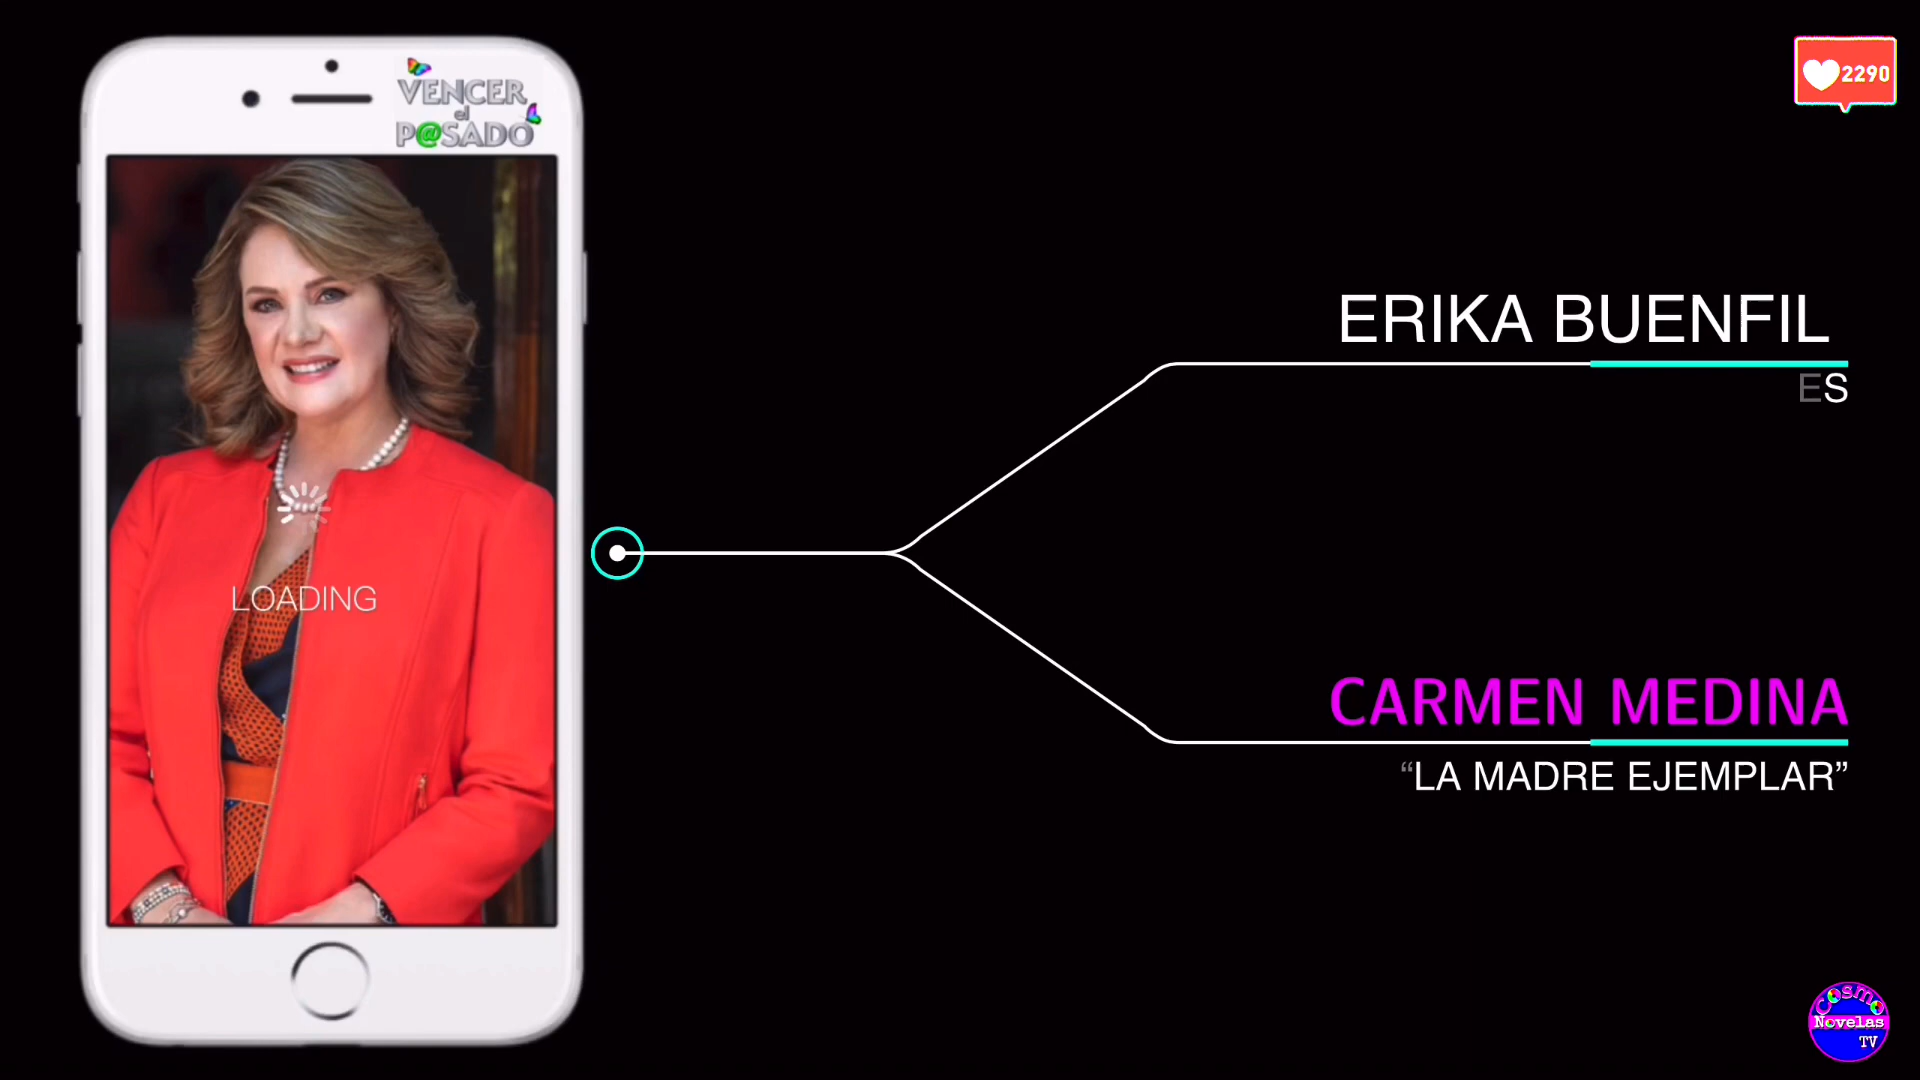 VENCER
el
P@SADO
LOADING
2290
ERIKA BUENFIL
ES
CARMEN MEDINA
“LA MADRE EJEMPLAR”
Cosmo
Novelas
TV